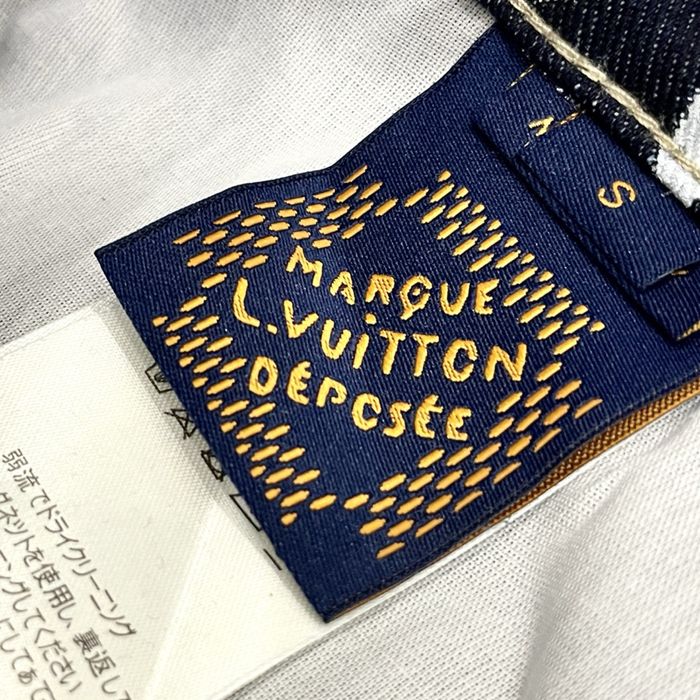 MARQUE
L.VUITTON
DÉPOSÉE
S
弱流でドライクリーニング
ネットを使用し、裏返して
ングしてください